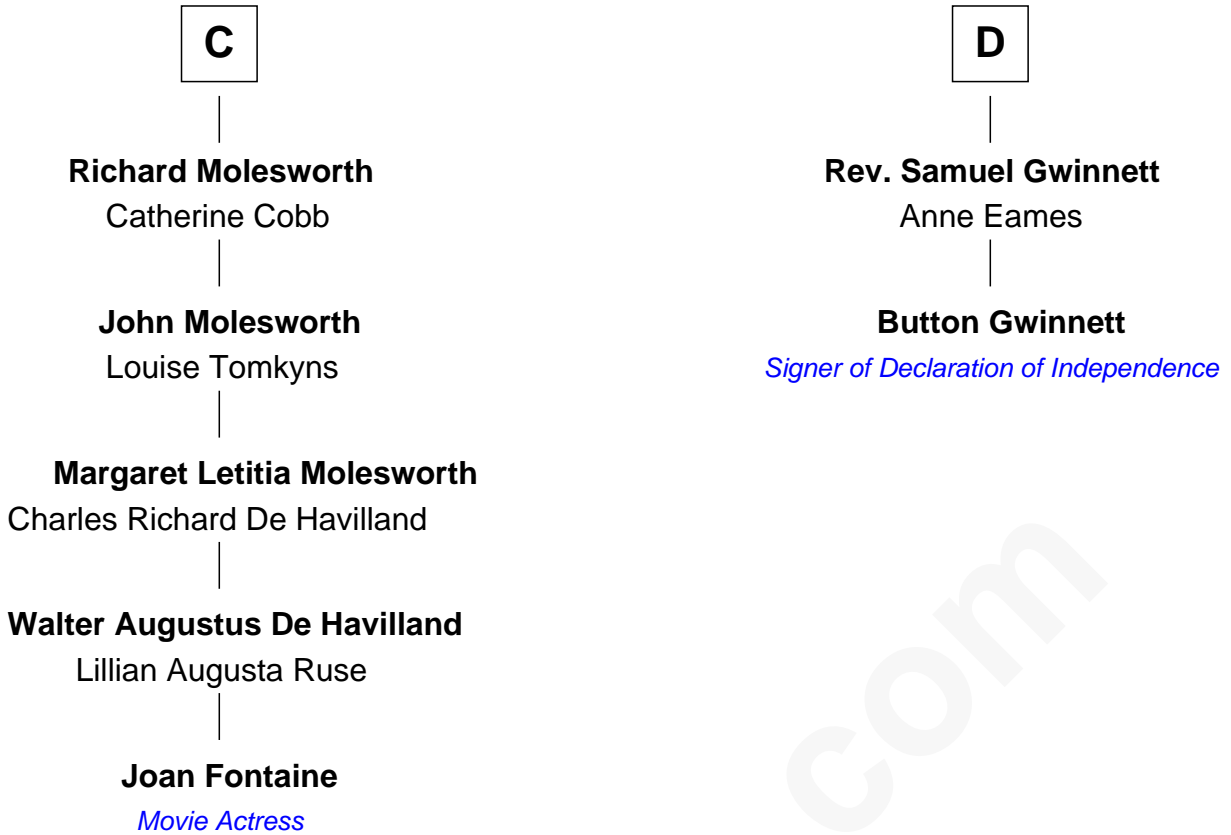 C
Richard Molesworth
Catherine Cobb
John Molesworth
Louise Tomkyns
Margaret Letitia Molesworth
Charles Richard De Havilland
Walter Augustus De Havilland
Lillian Augusta Ruse
Joan Fontaine
Movie Actress
D
Rev. Samuel Gwinnett
Anne Eames
Button Gwinnett
Signer of Declaration of Independence
com